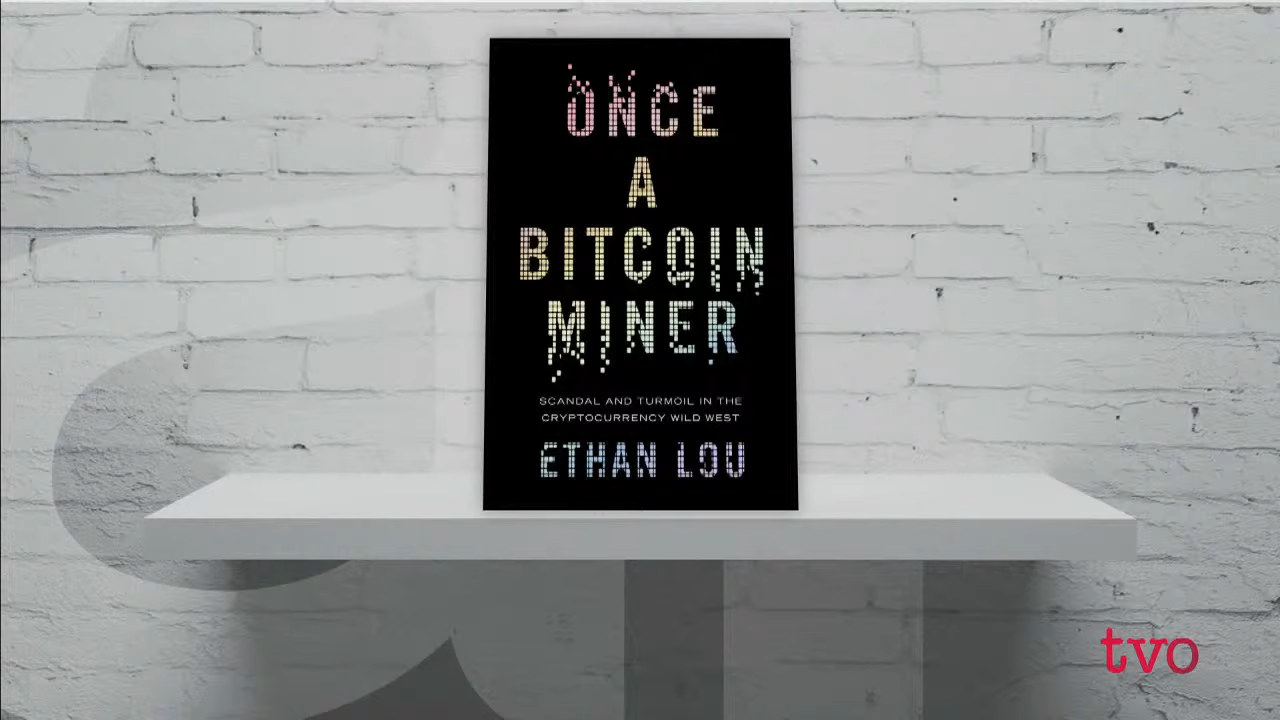 ONCE
A
BITCOIN
MINER
SCANDAL AND TURMOIL IN THE
CRYPTOCURRENCY WILD WEST
ETHAN LOU
tvo